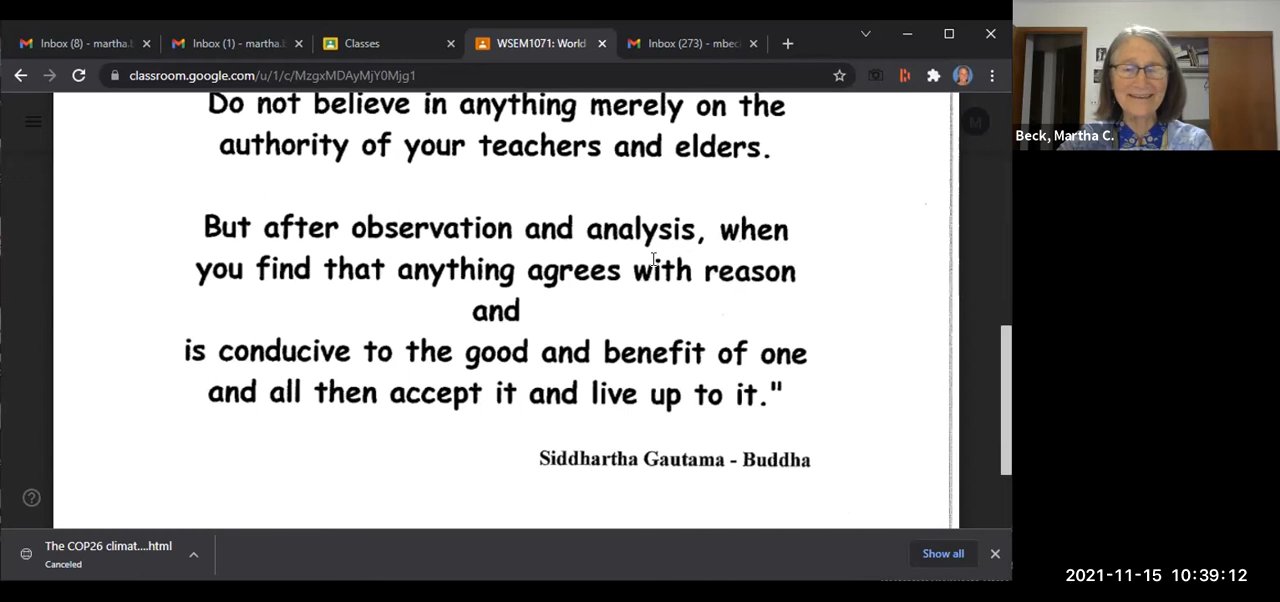 Inbox (8) - martha.
Inbox (1) - martha.
Classes
WSEM1071: World
Inbox (273) - mbec
classroom.google.com/u/1/c/MzgxMDAyMjY0Mjg1
Do not believe in anything merely on the
authority of your teachers and elders.
But after observation and analysis, when
you find that anything agrees with reason
and
is conducive to the good and benefit of one
and all then accept it and live up to it."
Siddhartha Gautama - Buddha
M
Beck, Martha C.
The COP26 climat....html
Canceled
Show all
2021-11-15 10:39:12